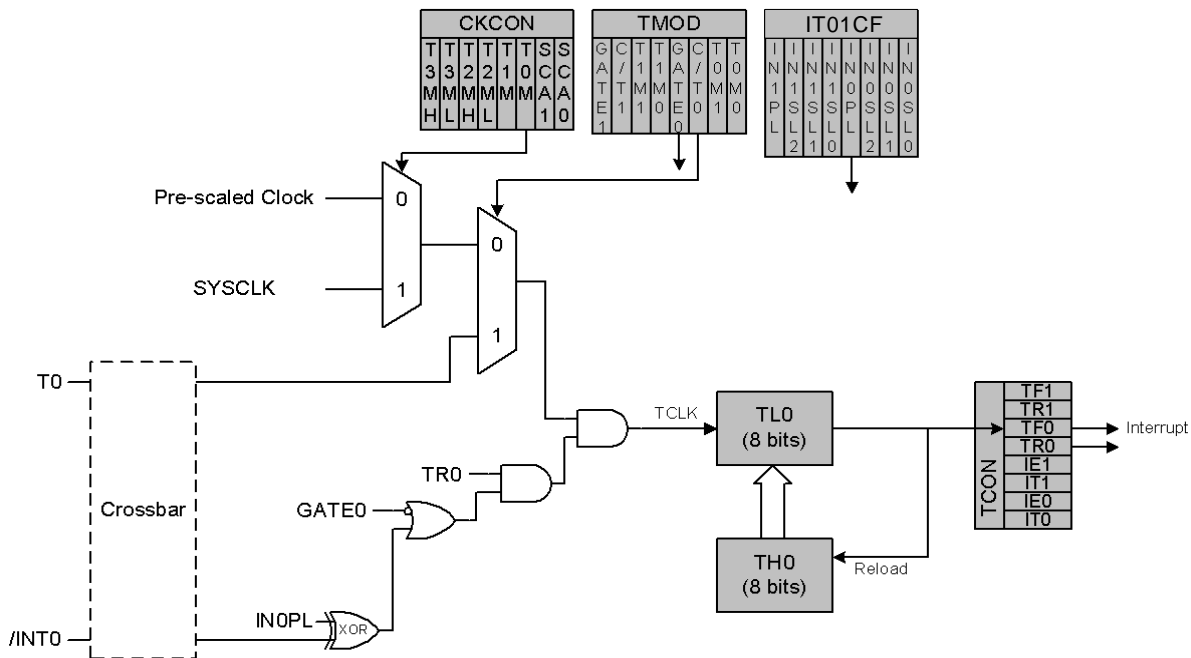 CKCON
T3MH
T3ML
T2MH
T2ML
T1M
T0M
SCA1
SCA0
TMOD
GATE1
C/T1
T1M1
T1M0
GATE0
C/T0
T0M1
T0M0
IT01CF
IN1PL
IN1SL2
IN1SL1
IN1SL0
IN0PL
IN0SL2
IN0SL1
IN0SL0
Pre-scaled Clock
0
SYSCLK
1
0
1
T0
Crossbar
/INT0
TR0
GATE0
IN0PL
XOR
TCLK
TL0
(8 bits)
TH0
(8 bits)
Reload
TCON
TF1
TR1
TF0
TR0
IE1
IT1
IE0
IT0
Interrupt